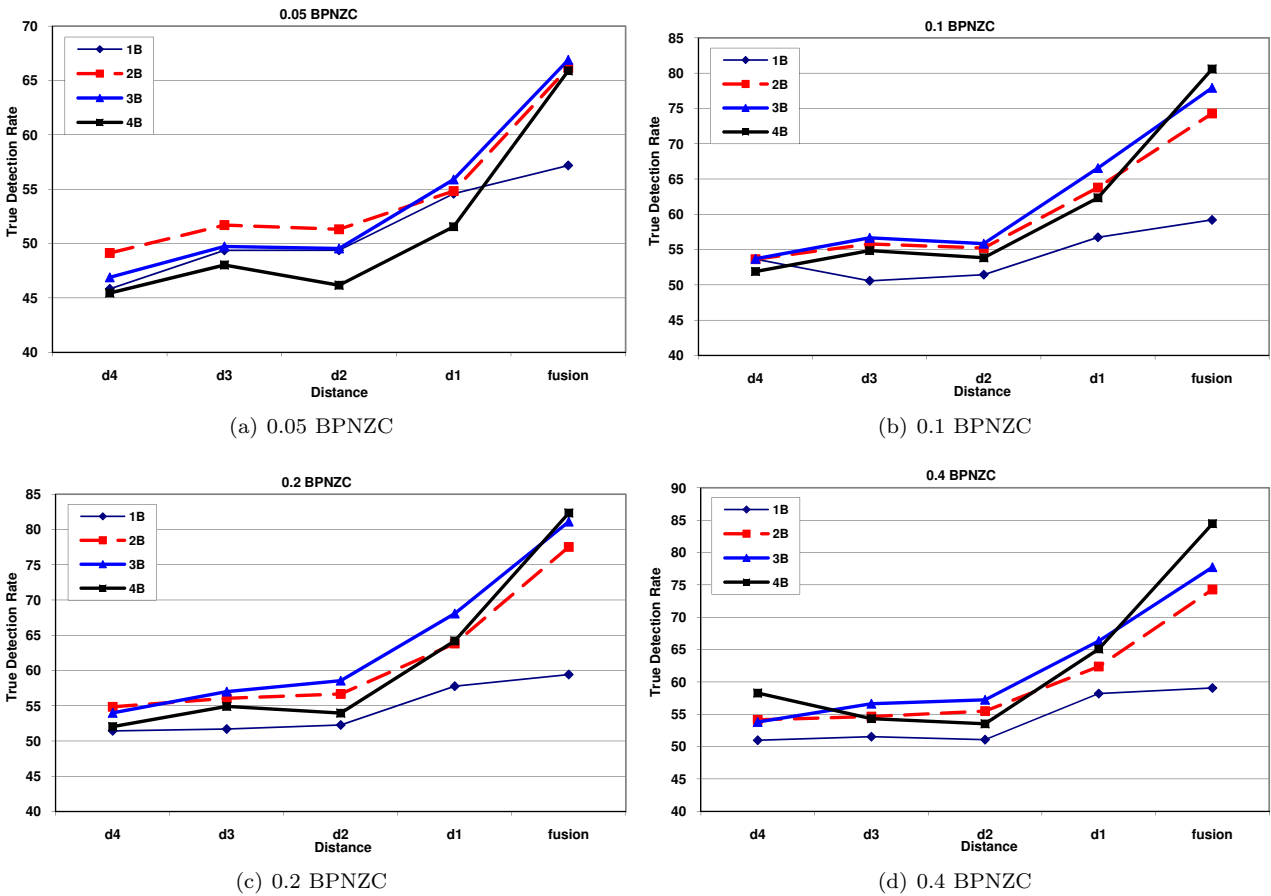 0.05 BPNZC
70
65
60
55
50
45
40
True Detection Rate
1B
2B
3B
4B
d4 d3 d2 d1 fusion
Distance
(a) 0.05 BPNZC
0.1 BPNZC
85
80
75
70
65
60
55
50
45
40
True Detection Rate
1B
2B
3B
4B
d4 d3 d2 d1 fusion
Distance
(b) 0.1 BPNZC
0.2 BPNZC
85
80
75
70
65
60
55
50
45
40
True Detection Rate
1B
2B
3B
4B
d4 d3 d2 d1 fusion
Distance
(c) 0.2 BPNZC
0.4 BPNZC
90
85
80
75
70
65
60
55
50
45
40
True Detection Rate
1B
2B
3B
4B
d4 d3 d2 d1 fusion
Distance
(d) 0.4 BPNZC